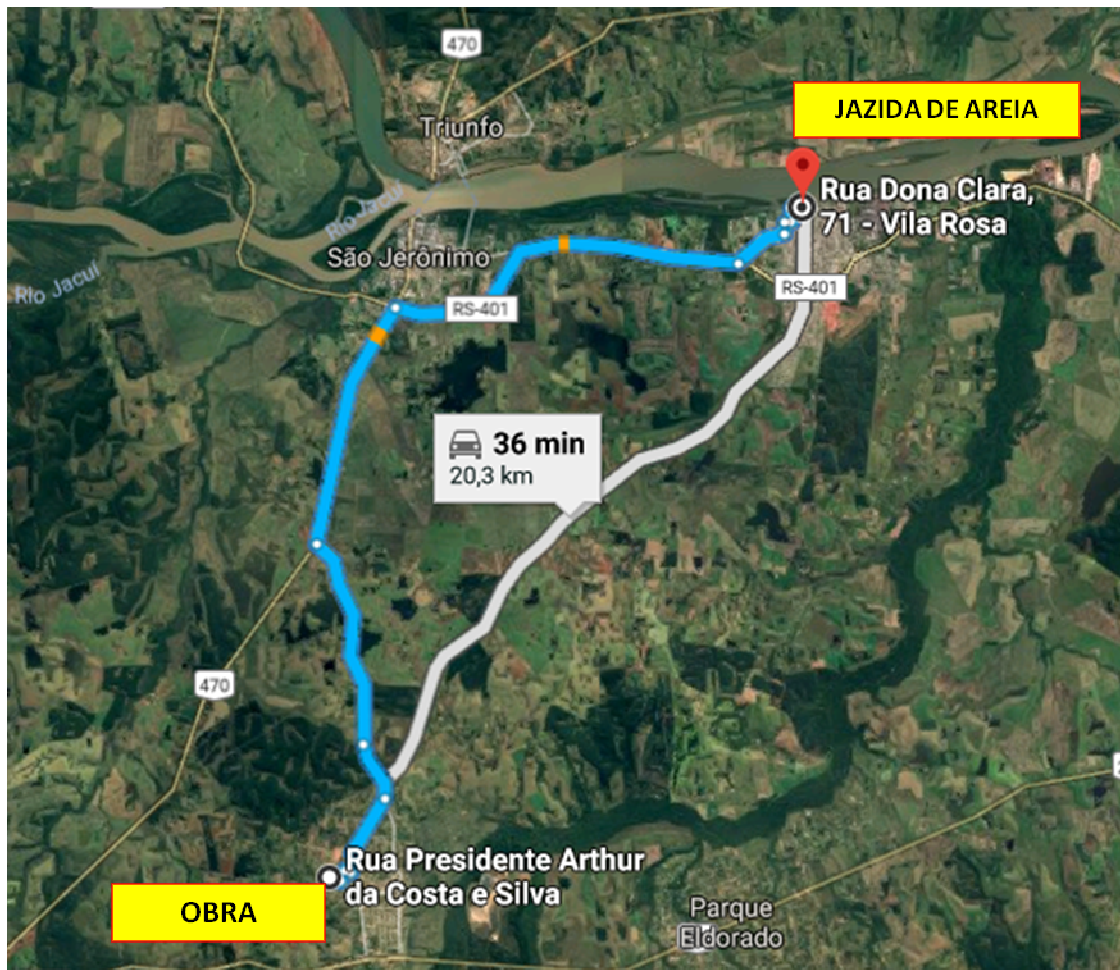 470
Triunfo
JAZIDA DE AREIA
Rua Dona Clara,
71 - Vila Rosa
Rio Jacuí
São Jerônimo
Rio Jacuí
RS-401
RS-401
36 min
20,3 km
470
Rua Presidente Arthur
da Costa e Silva
OBRA
Parque
Eldorado